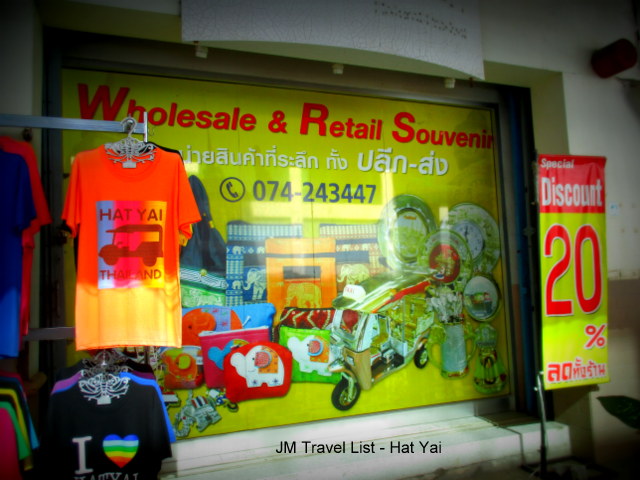 Wholesale & Retail Souvenir
น่ายสินค้าที่ระลึก ทั้ง ปลีก-ส่ง
074-243447
HAT YAI
THAILAND
I
HATYAI
Special
Discount
20
%
ลดทั้งร้าน
JM Travel List - Hat Yai